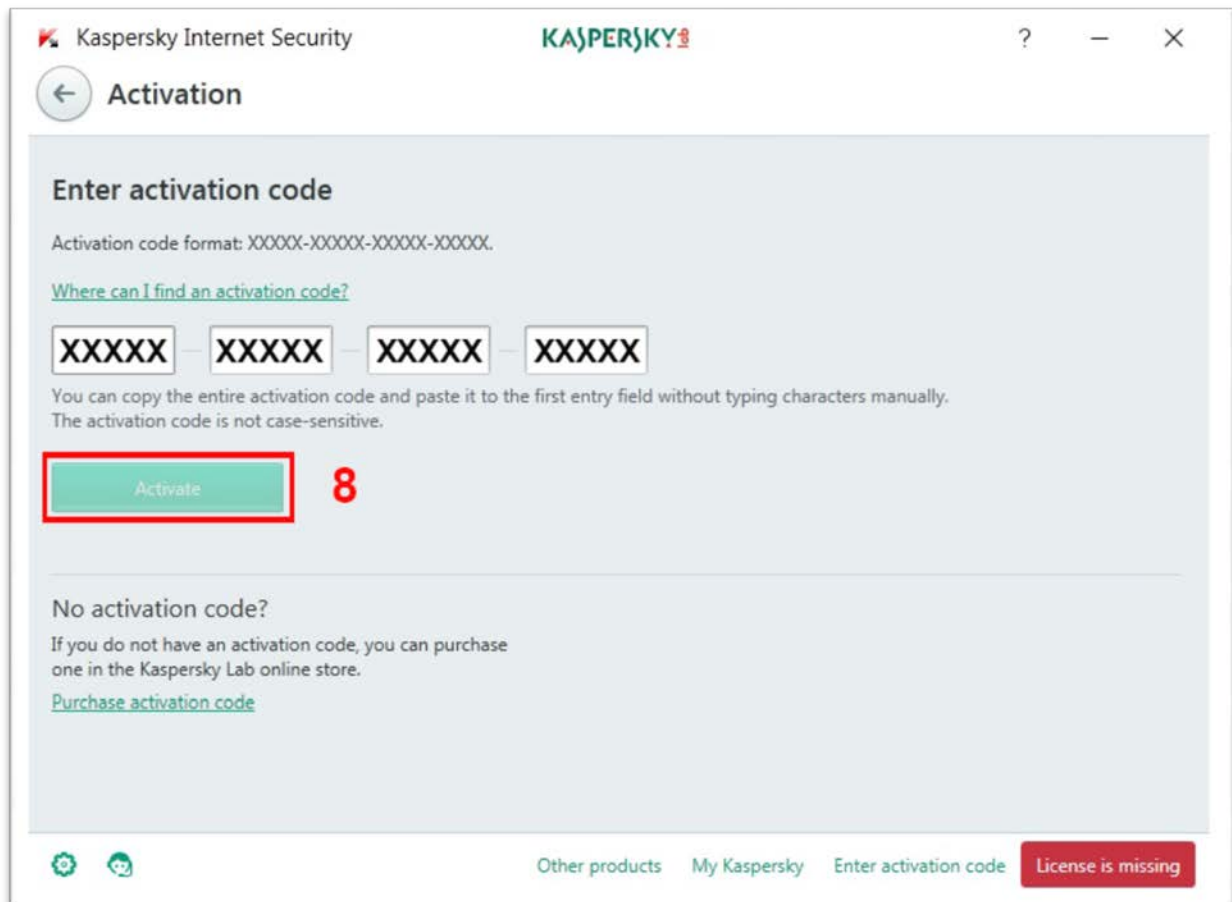 Kaspersky Internet Security KASPERSKY lab ? — ✕
Activation
Enter activation code
Activation code format: XXXXX-XXXXX-XXXXX-XXXXX.
Where can I find an activation code?
XXXXX — XXXXX — XXXXX — XXXXX
You can copy the entire activation code and paste it to the first entry field without typing characters manually.
The activation code is not case-sensitive.
Activate 8
No activation code?
If you do not have an activation code, you can purchase
one in the Kaspersky Lab online store.
Purchase activation code
Other products My Kaspersky Enter activation code License is missing